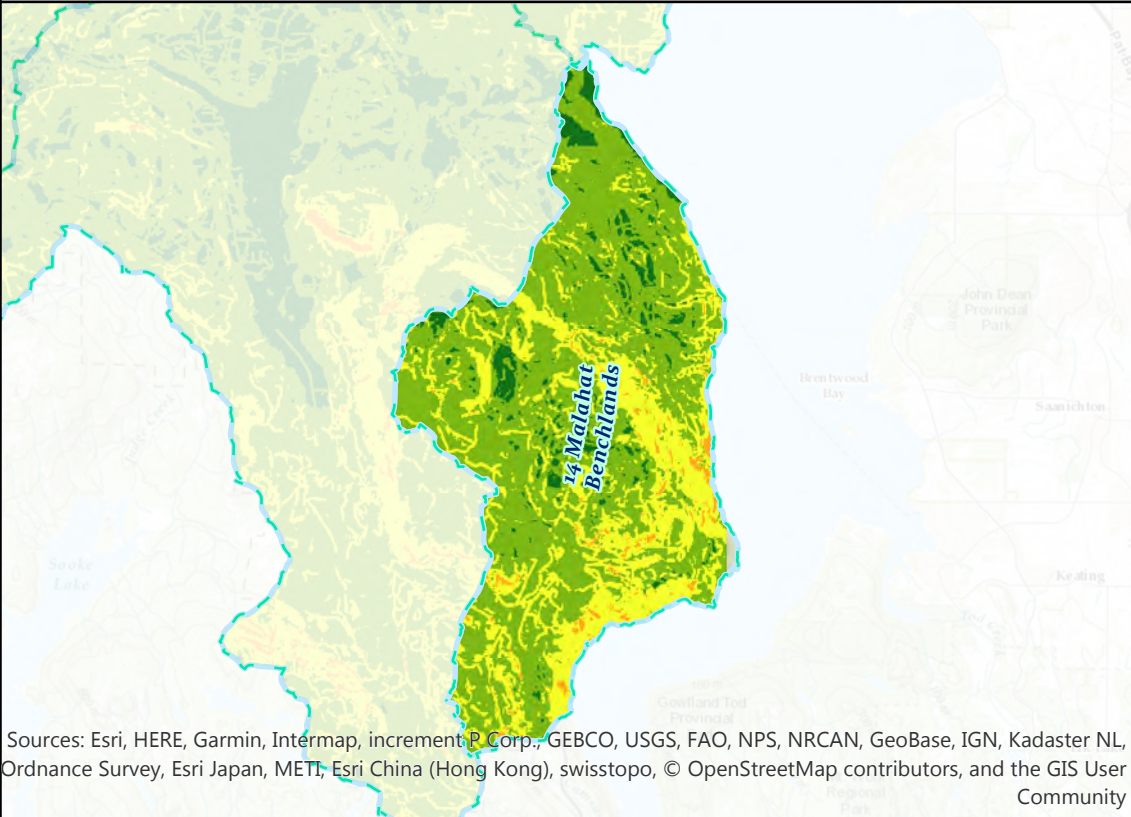 John Dean
Provincial
Park
Brentwood
Bay
Saanichton
14 Malahat
Benchlands
Sooke
Lake
Keating
Gowlland Tod
Provincial
Sources: Esri, HERE, Garmin, Intermap, increment P Corp., GEBCO, USGS, FAO, NPS, NRCAN, GeoBase, IGN, Kadaster NL,
Ordnance Survey, Esri Japan, METI, Esri China (Hong Kong), swisstopo, © OpenStreetMap contributors, and the GIS User
Community
Regional
Park